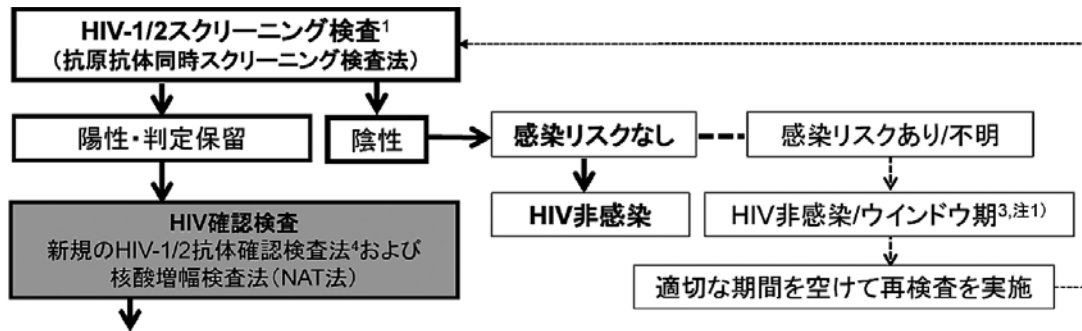 HIV-1/2スクリーニング検査1
（抗原抗体同時スクリーニング検査法）
陽性・判定保留
陰性
感染リスクなし
感染リスクあり/不明
HIV非感染
HIV非感染/ウインドウ期3,注1)
HIV確認検査
新規のHIV-1/2抗体確認検査法4および
核酸増幅検査法（NAT法）
適切な期間を空けて再検査を実施